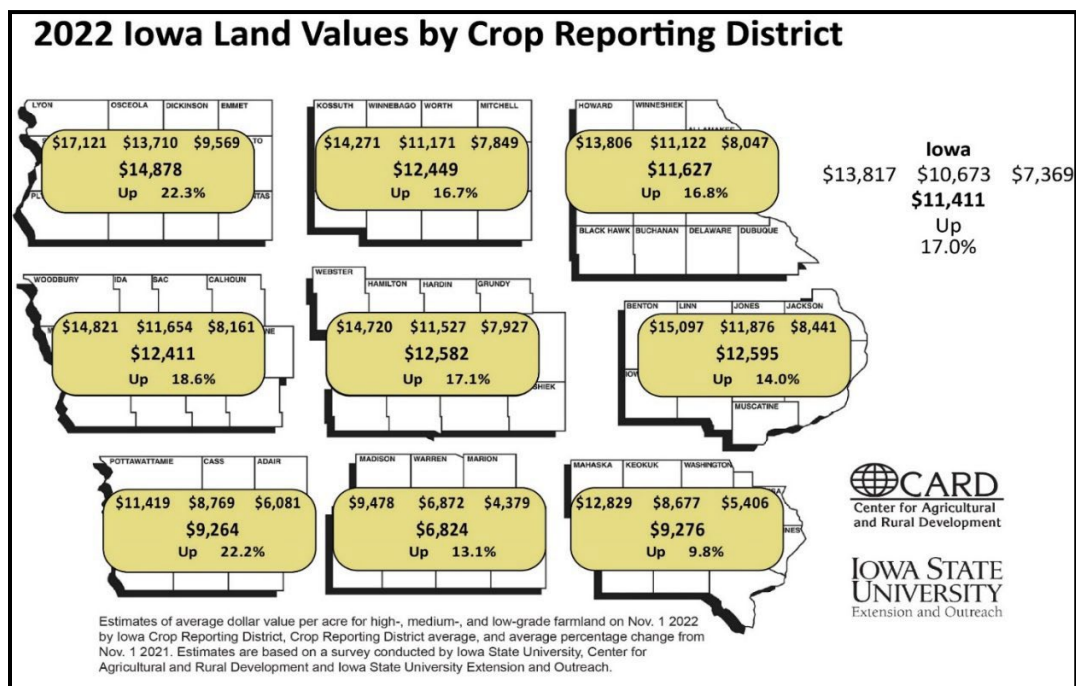 2022 Iowa Land Values by Crop Reporting District
LYON OSCEOLA DICKINSON EMMET
$17,121 $13,710 $9,569
$14,878
Up 22.3%
KOSSUTH WINNEBAGO WORTH MITCHELL
$14,271 $11,171 $7,849
$12,449
Up 16.7%
HOWARD WINNESHIEK
$13,806 $11,122 $8,047
$11,627
Up 16.8%
BLACK HAWK BUCHANAN DELAWARE DUBUQUE
Iowa
$13,817 $10,673 $7,369
$11,411
Up
17.0%
WOODBURY IDA SAC CALHOUN
$14,821 $11,654 $8,161
$12,411
Up 18.6%
WEBSTER
HAMILTON HARDIN GRUNDY
$14,720 $11,527 $7,927
$12,582
Up 17.1%
BENTON LINN JONES JACKSON
$15,097 $11,876 $8,441
$12,595
Up 14.0%
MUSCATINE
POTTAWATTAMIE CASS ADAIR
$11,419 $8,769 $6,081
$9,264
Up 22.2%
MADISON WARREN MARION
$9,478 $6,872 $4,379
$6,824
Up 13.1%
MAHASKA KEOKUK WASHINGTON
$12,829 $8,677 $5,406
$9,276
Up 9.8%
CARD
Center for Agricultural
and Rural Development
IOWA STATE
UNIVERSITY
Extension and Outreach
Estimates of average dollar value per acre for high-, medium-, and low-grade farmland on Nov. 1 2022
by Iowa Crop Reporting District, Crop Reporting District average, and average percentage change from
Nov. 1 2021. Estimates are based on a survey conducted by Iowa State University, Center for
Agricultural and Rural Development and Iowa State University Extension and Outreach.